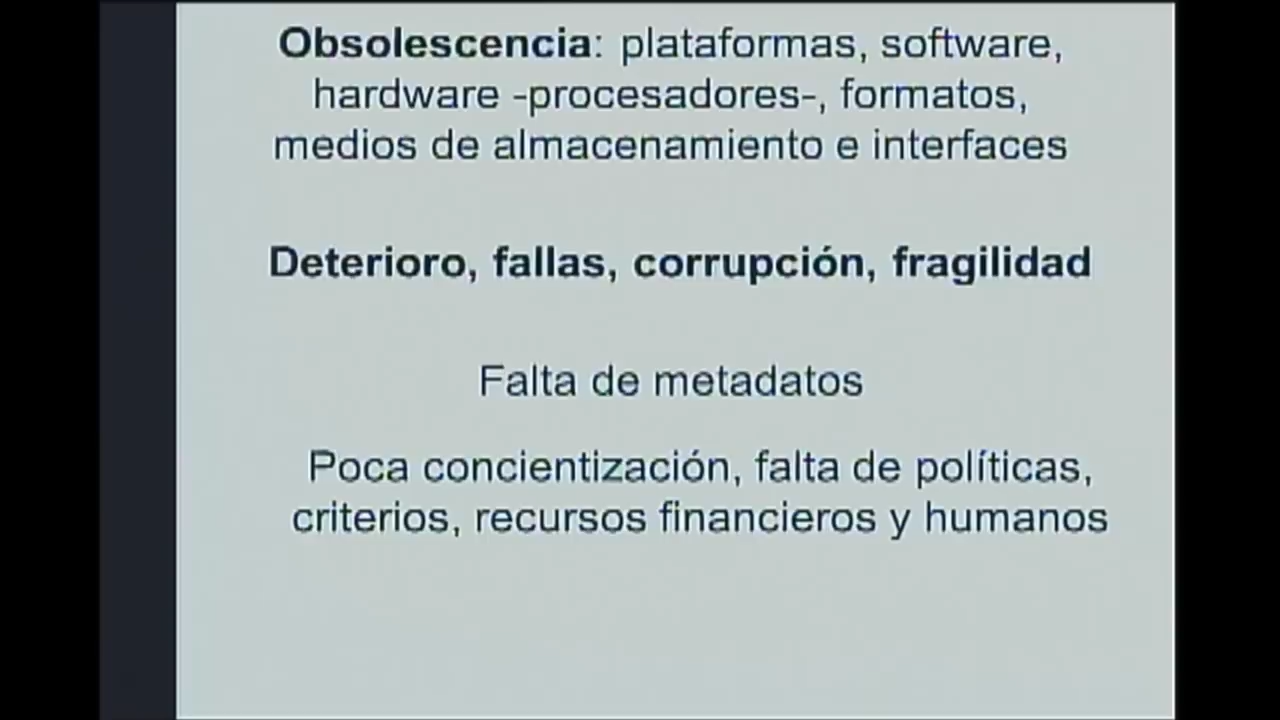 Obsolescencia: plataformas, software,
hardware -procesadores-, formatos,
medios de almacenamiento e interfaces
Deterioro, fallas, corrupción, fragilidad
Falta de metadatos
Poca concientización, falta de políticas,
criterios, recursos financieros y humanos